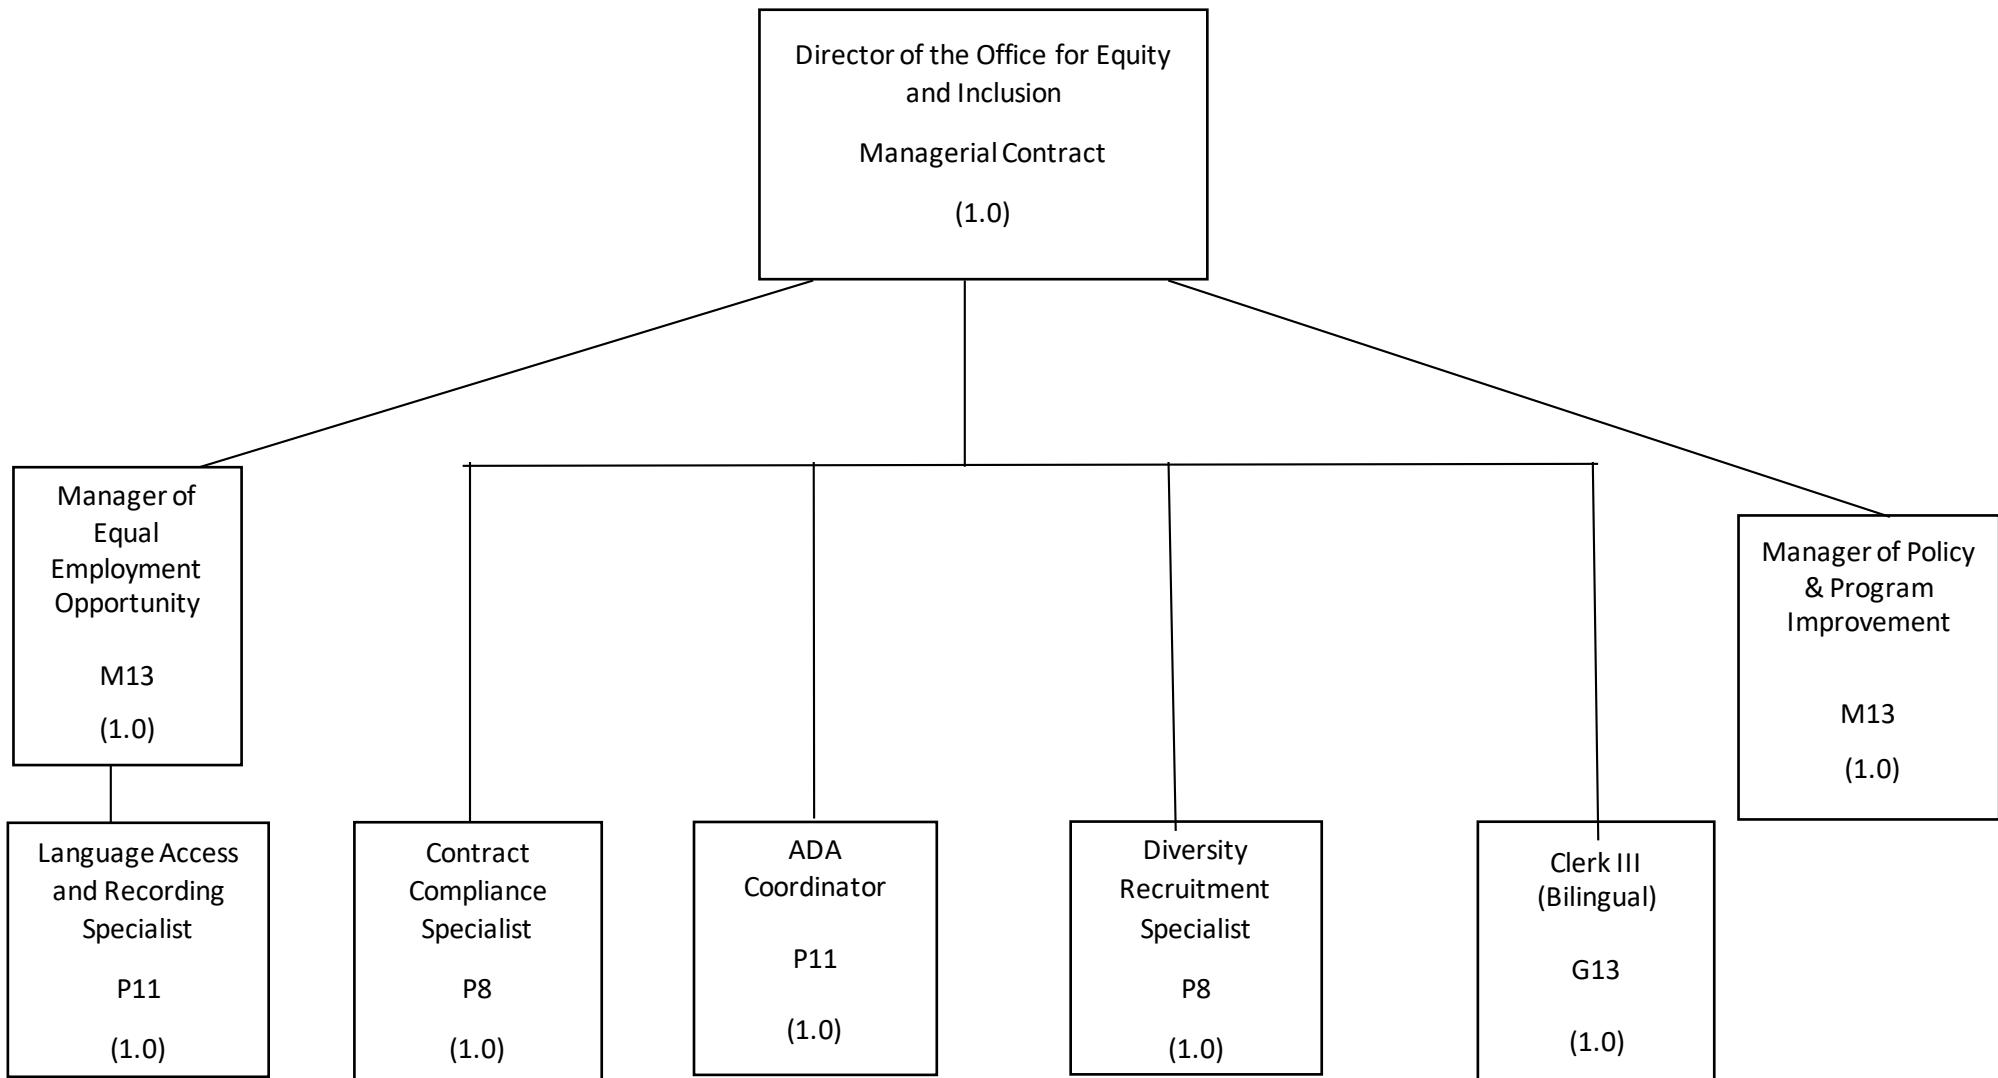 Director of the Office for Equity
and Inclusion
Managerial Contract
(1.0)
Manager of
Equal
Employment
Opportunity
M13
(1.0)
Manager of Policy
& Program
Improvement
M13
(1.0)
Language Access
and Recording
Specialist
P11
(1.0)
Contract
Compliance
Specialist
P8
(1.0)
ADA
Coordinator
P11
(1.0)
Diversity
Recruitment
Specialist
P8
(1.0)
Clerk III
(Bilingual)
G13
(1.0)